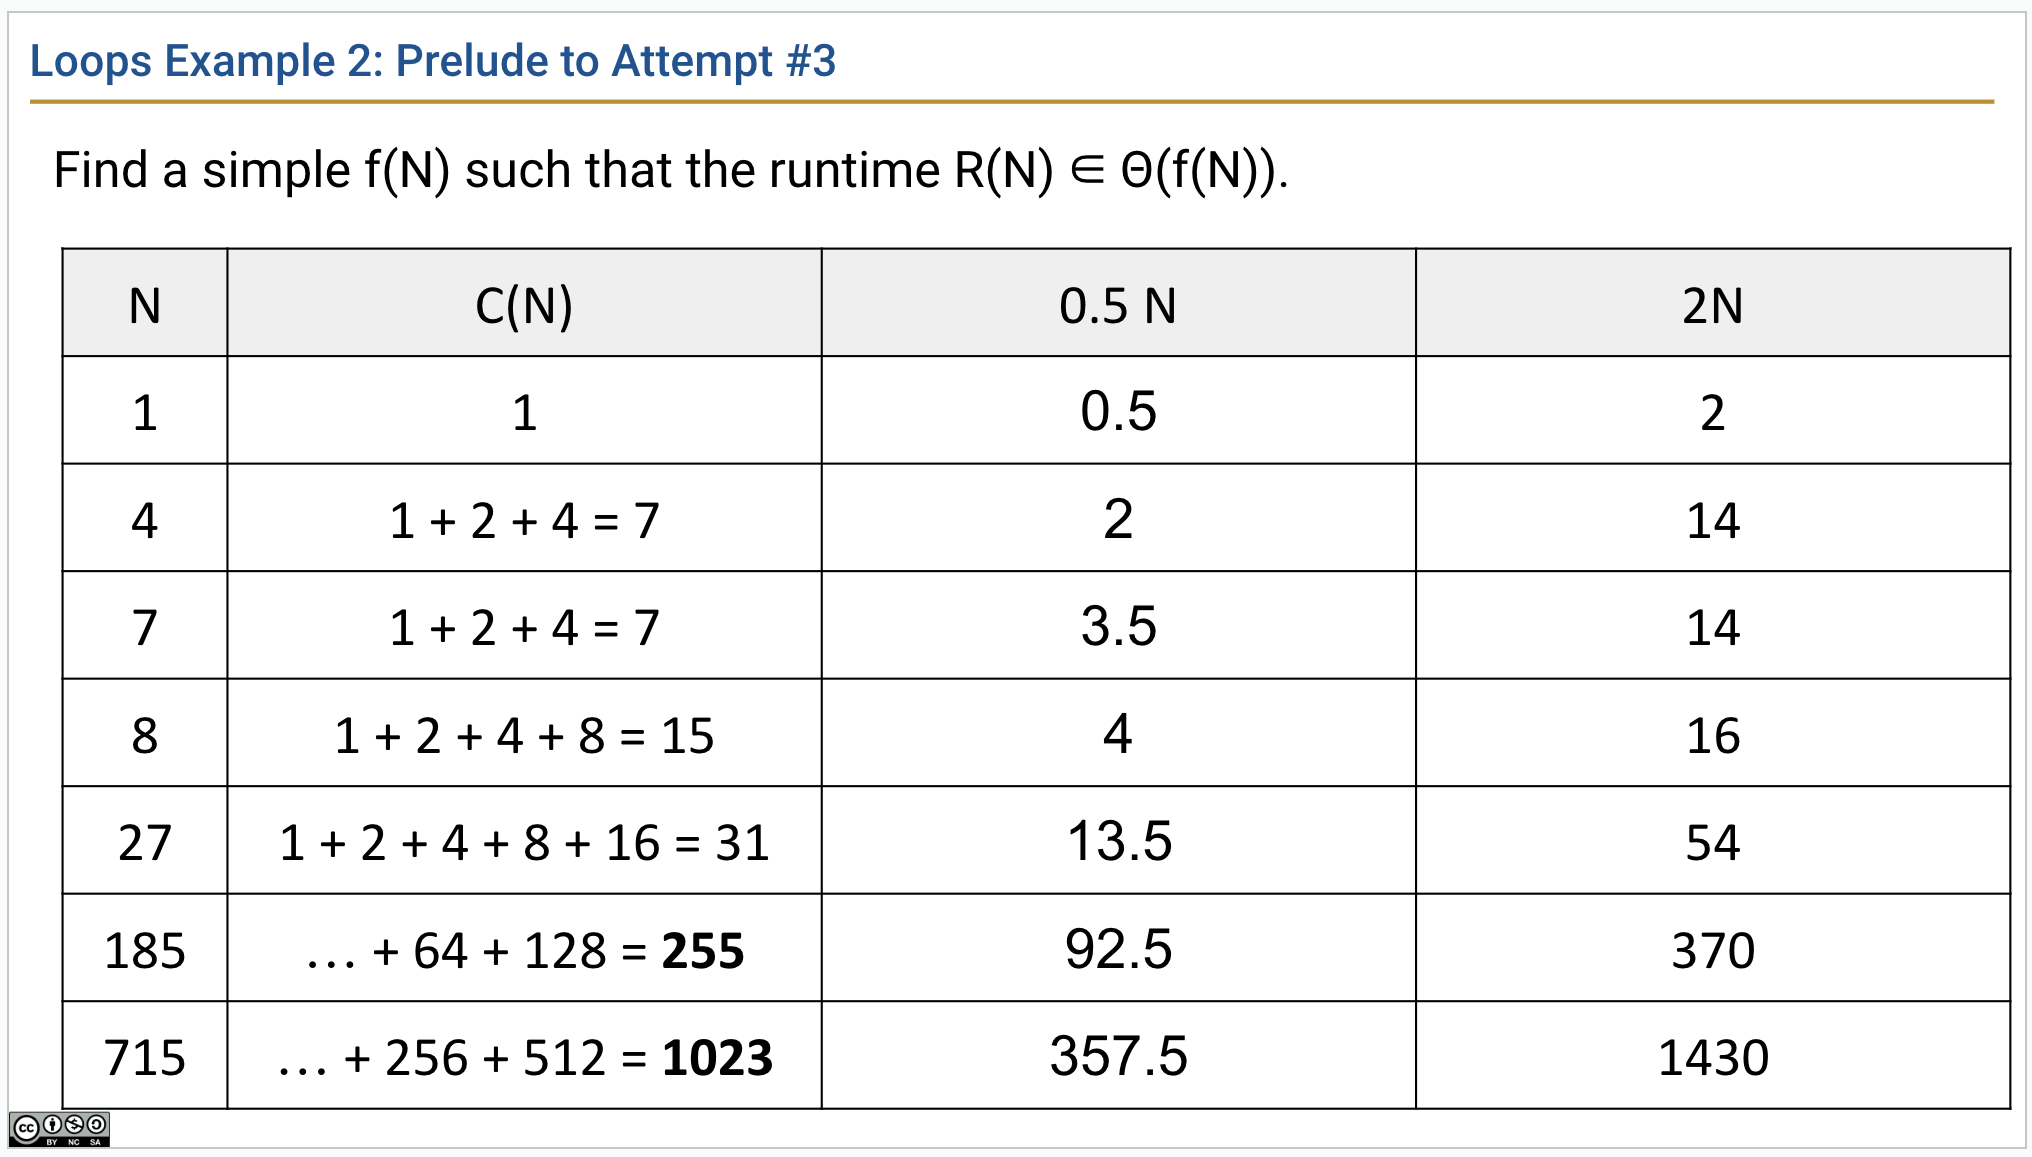 Loops Example 2: Prelude to Attempt #3
Find a simple f(N) such that the runtime R(N) ∈ Θ(f(N)).
N C(N) 0.5 N 2N
1 1 0.5 2
4 1 + 2 + 4 = 7 2 14
7 1 + 2 + 4 = 7 3.5 14
8 1 + 2 + 4 + 8 = 15 4 16
27 1 + 2 + 4 + 8 + 16 = 31 13.5 54
185 ... + 64 + 128 = 255 92.5 370
715 ... + 256 + 512 = 1023 357.5 1430
cc
BY NC SA